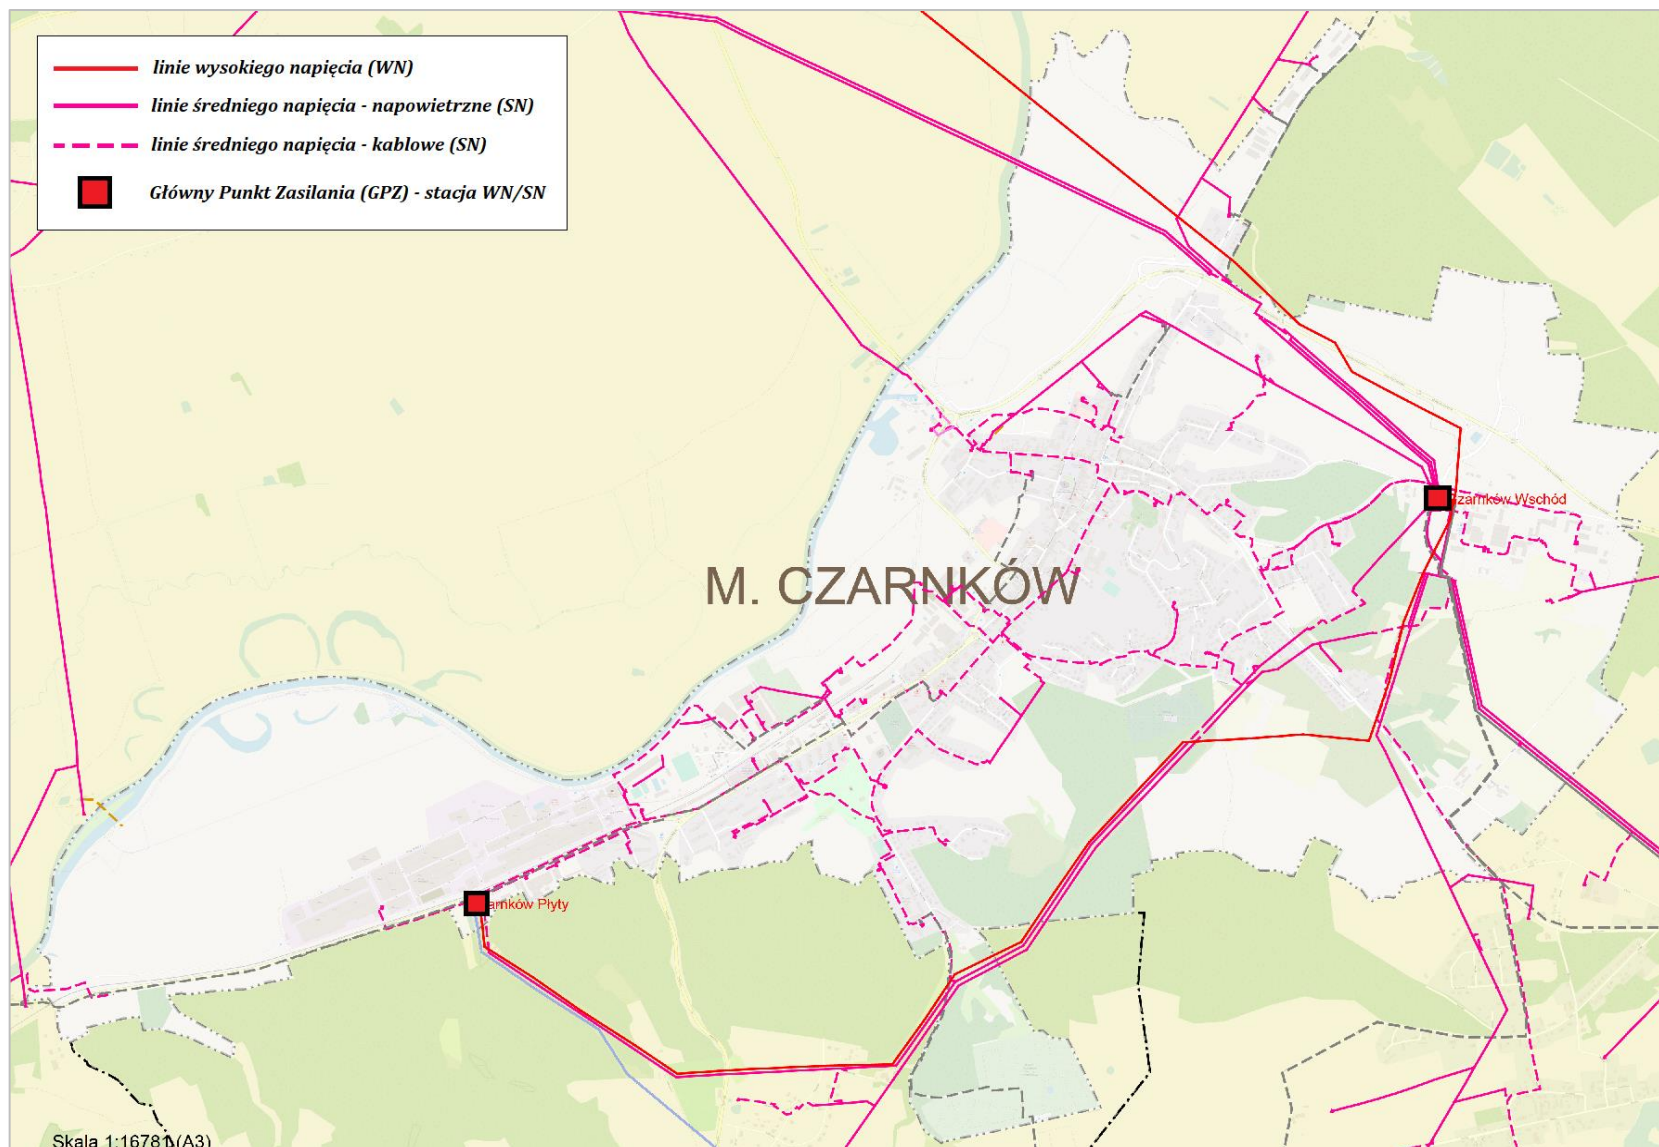 linie wysokiego napięcia (WN)
linie średniego napięcia - napowietrzne (SN)
linie średniego napięcia - kablowe (SN)
Główny Punkt Zasilania (GPZ) - stacja WN/SN
zarnków Wschód
M. CZARNKÓW
arnków Płyty
Skala 1:16781 (A3)